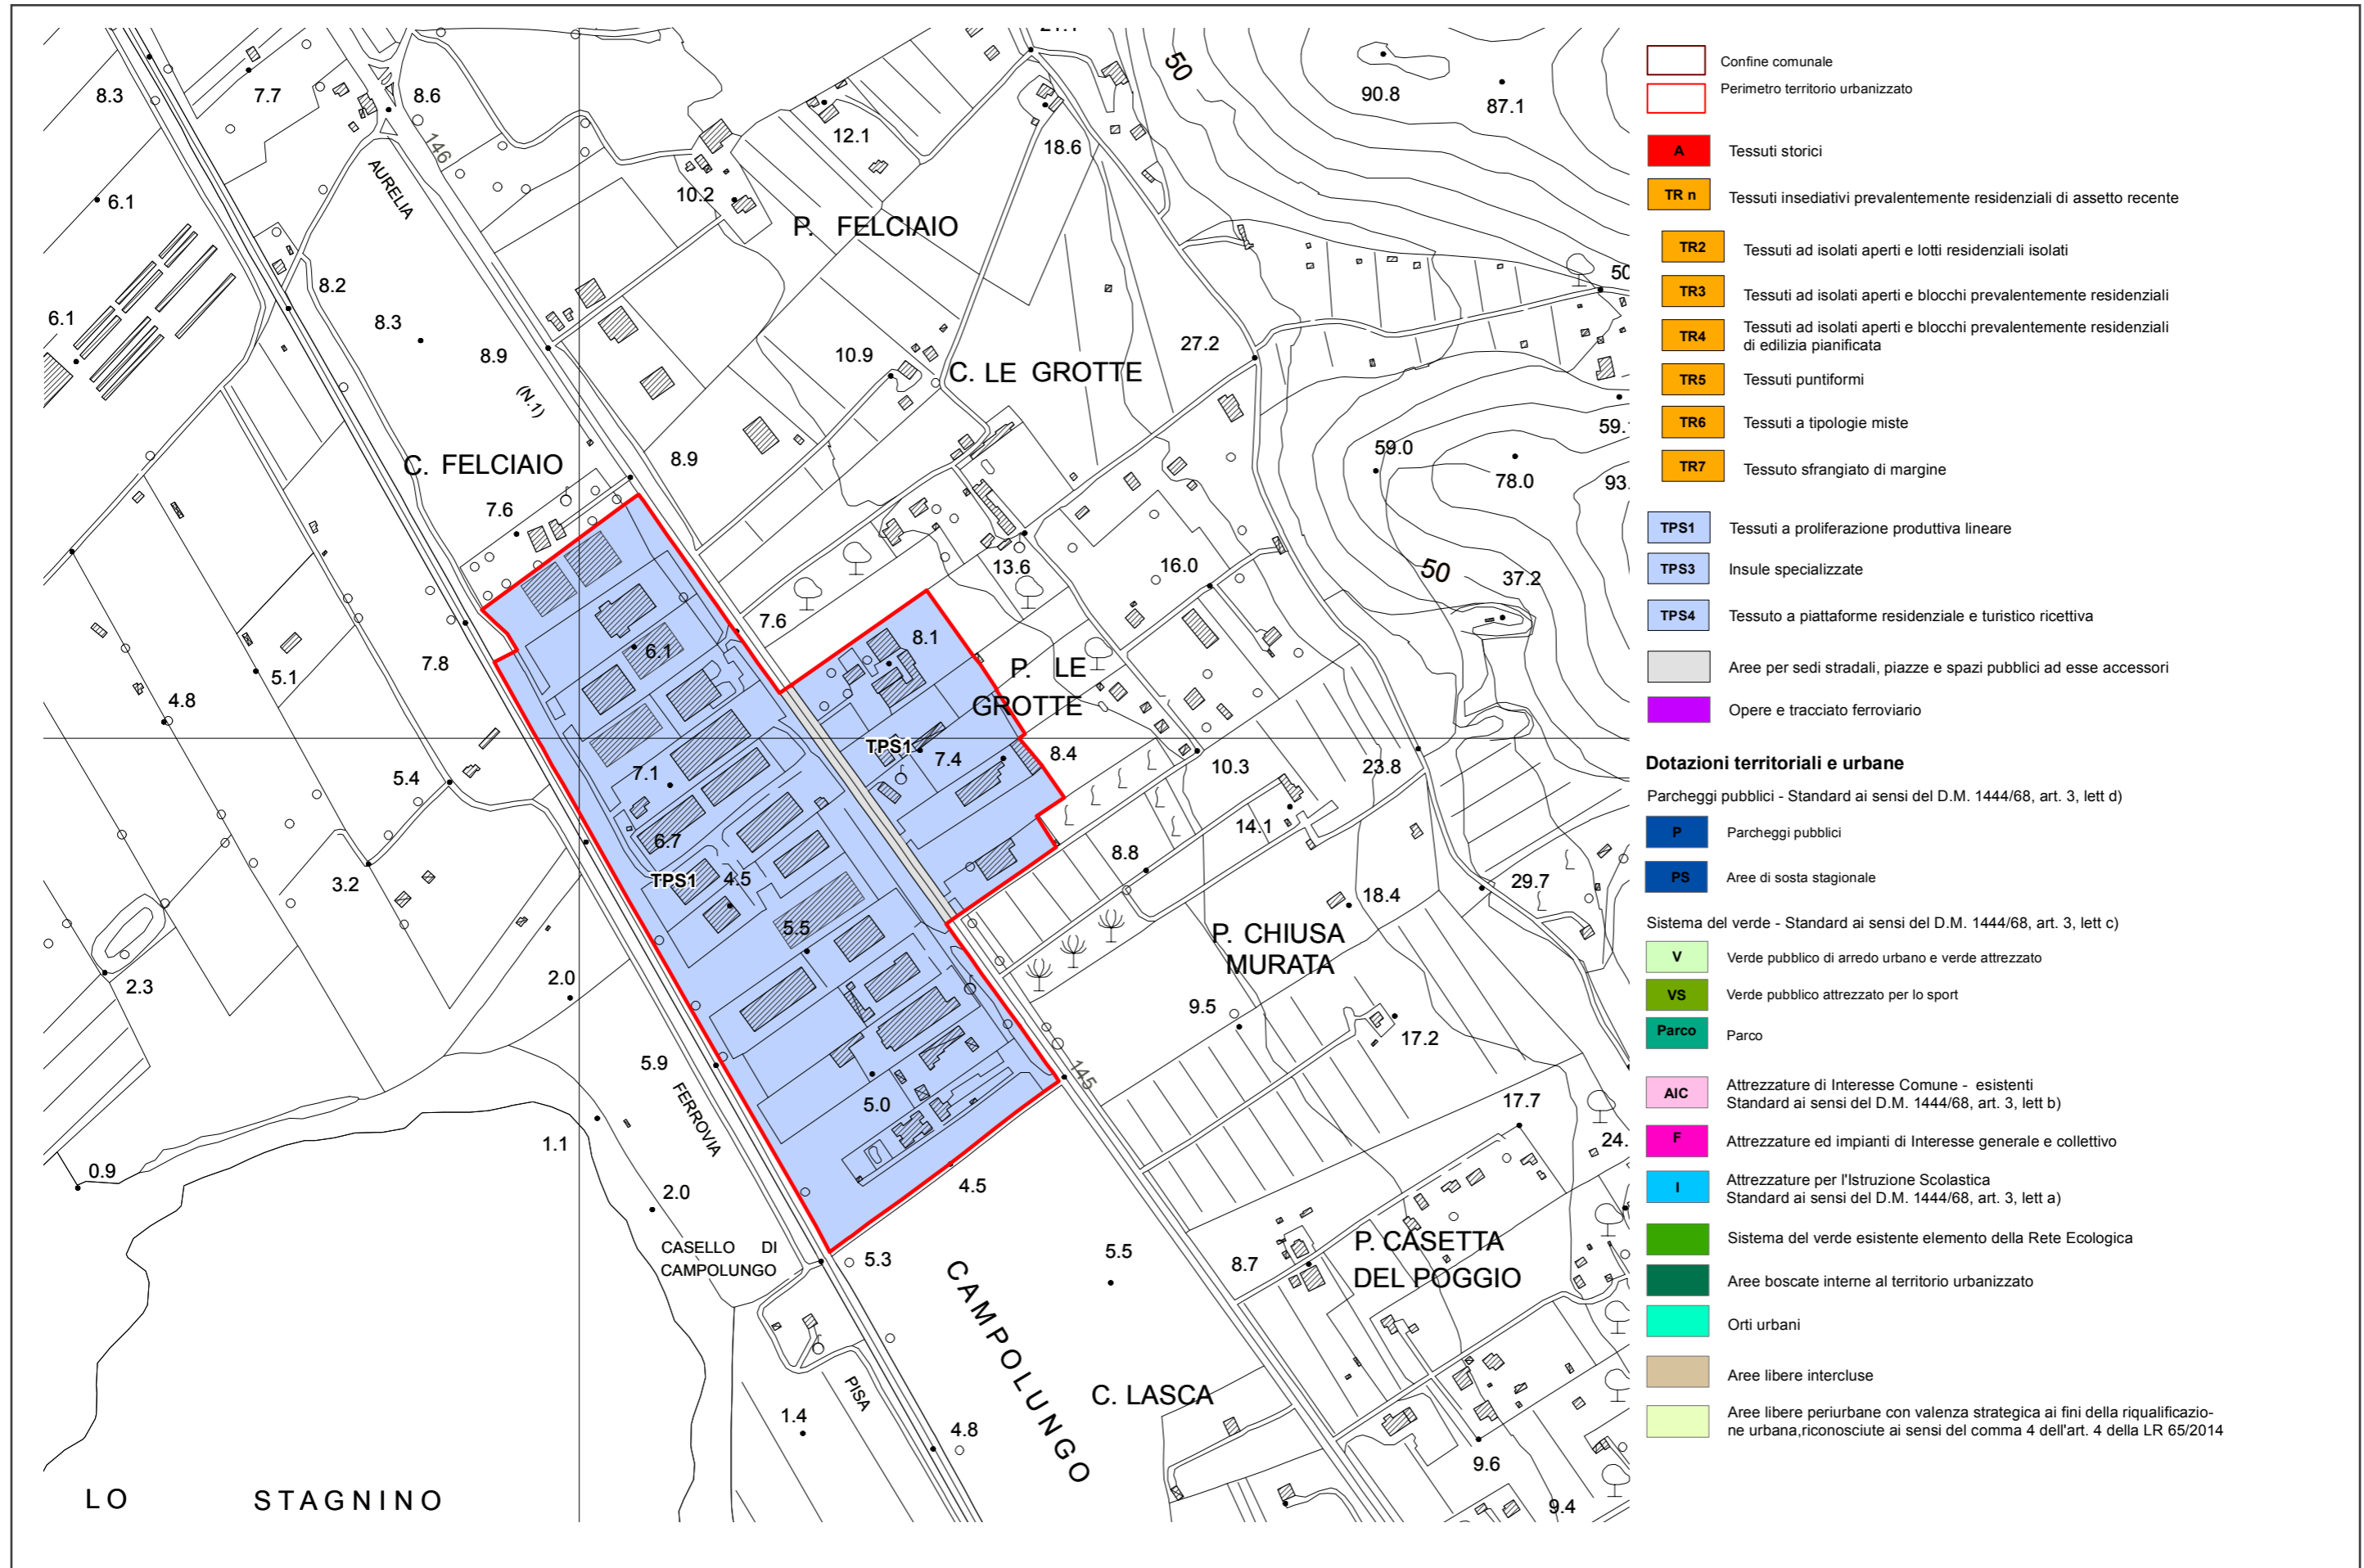 21.1
50
90.8
87.1
8.3
7.7
8.6
146
12.1
18.6
AURELIA
6.1
10.2
P. FELCIAIO
8.2
6.1
8.3
8.9
27.2
50
10.9
C. LE GROTTE
(N.1)
59.0
59.
C. FELCIAIO
8.9
78.0
93.
7.6
13.6
16.0
50
37.2
7.6
8.1
6.1
P. LE
GROTTE
7.8
5.1
4.8
TPS1
7.4
8.4
10.3
23.8
7.1
5.4
6.7
14.1
8.8
TPS1
4.5
3.2
18.4
29.7
5.5
P. CHIUSA
MURATA
2.3
2.0
9.5
17.2
5.9
145
FERROVIA
5.0
17.7
1.1
24.
0.9
4.5
2.0
CASELLO DI
CAMPOLUNGO
5.3
5.5
8.7
P. CASETTA
DEL POGGIO
CAMPOLUNGO
PISA
C. LASCA
1.4
4.8
9.6
9.4
LO STAGNINO
Confine comunale
Perimetro territorio urbanizzato
A Tessuti storici
TR n Tessuti insediativi prevalentemente residenziali di assetto recente
TR2 Tessuti ad isolati aperti e lotti residenziali isolati
TR3 Tessuti ad isolati aperti e blocchi prevalentemente residenziali
TR4 Tessuti ad isolati aperti e blocchi prevalentemente residenziali
di edilizia pianificata
TR5 Tessuti puntiformi
TR6 Tessuti a tipologie miste
TR7 Tessuto sfrangiato di margine
TPS1 Tessuti a proliferazione produttiva lineare
TPS3 Insule specializzate
TPS4 Tessuto a piattaforme residenziale e turistico ricettiva
Aree per sedi stradali, piazze e spazi pubblici ad esse accessori
Opere e tracciato ferroviario
Dotazioni territoriali e urbane
Parcheggi pubblici - Standard ai sensi del D.M. 1444/68, art. 3, lett d)
P Parcheggi pubblici
PS Aree di sosta stagionale
Sistema del verde - Standard ai sensi del D.M. 1444/68, art. 3, lett c)
V Verde pubblico di arredo urbano e verde attrezzato
VS Verde pubblico attrezzato per lo sport
Parco Parco
AIC Attrezzature di Interesse Comune - esistenti
Standard ai sensi del D.M. 1444/68, art. 3, lett b)
F Attrezzature ed impianti di Interesse generale e collettivo
I Attrezzature per l'Istruzione Scolastica
Standard ai sensi del D.M. 1444/68, art. 3, lett a)
Sistema del verde esistente elemento della Rete Ecologica
Aree boscate interne al territorio urbanizzato
Orti urbani
Aree libere intercluse
Aree libere periurbane con valenza strategica ai fini della riqualificazio-
ne urbana,riconosciute ai sensi del comma 4 dell'art. 4 della LR 65/2014